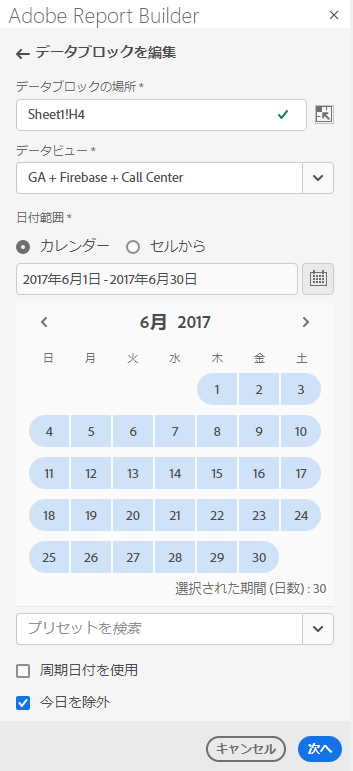 Adobe Report Builder
データブロックを編集
データブロックの場所 *
Sheet1!H4
データビュー *
GA + Firebase + Call Center
日付範囲 *
カレンダー セルから
2017年6月1日 - 2017年6月30日
6月 2017
日 月 火 水 木 金 土
1 2 3
4 5 6 7 8 9 10
11 12 13 14 15 16 17
18 19 20 21 22 23 24
25 26 27 28 29 30
選択された期間 (日数) : 30
プリセットを検索
周期日付を使用
今日を除外
キャンセル 次へ